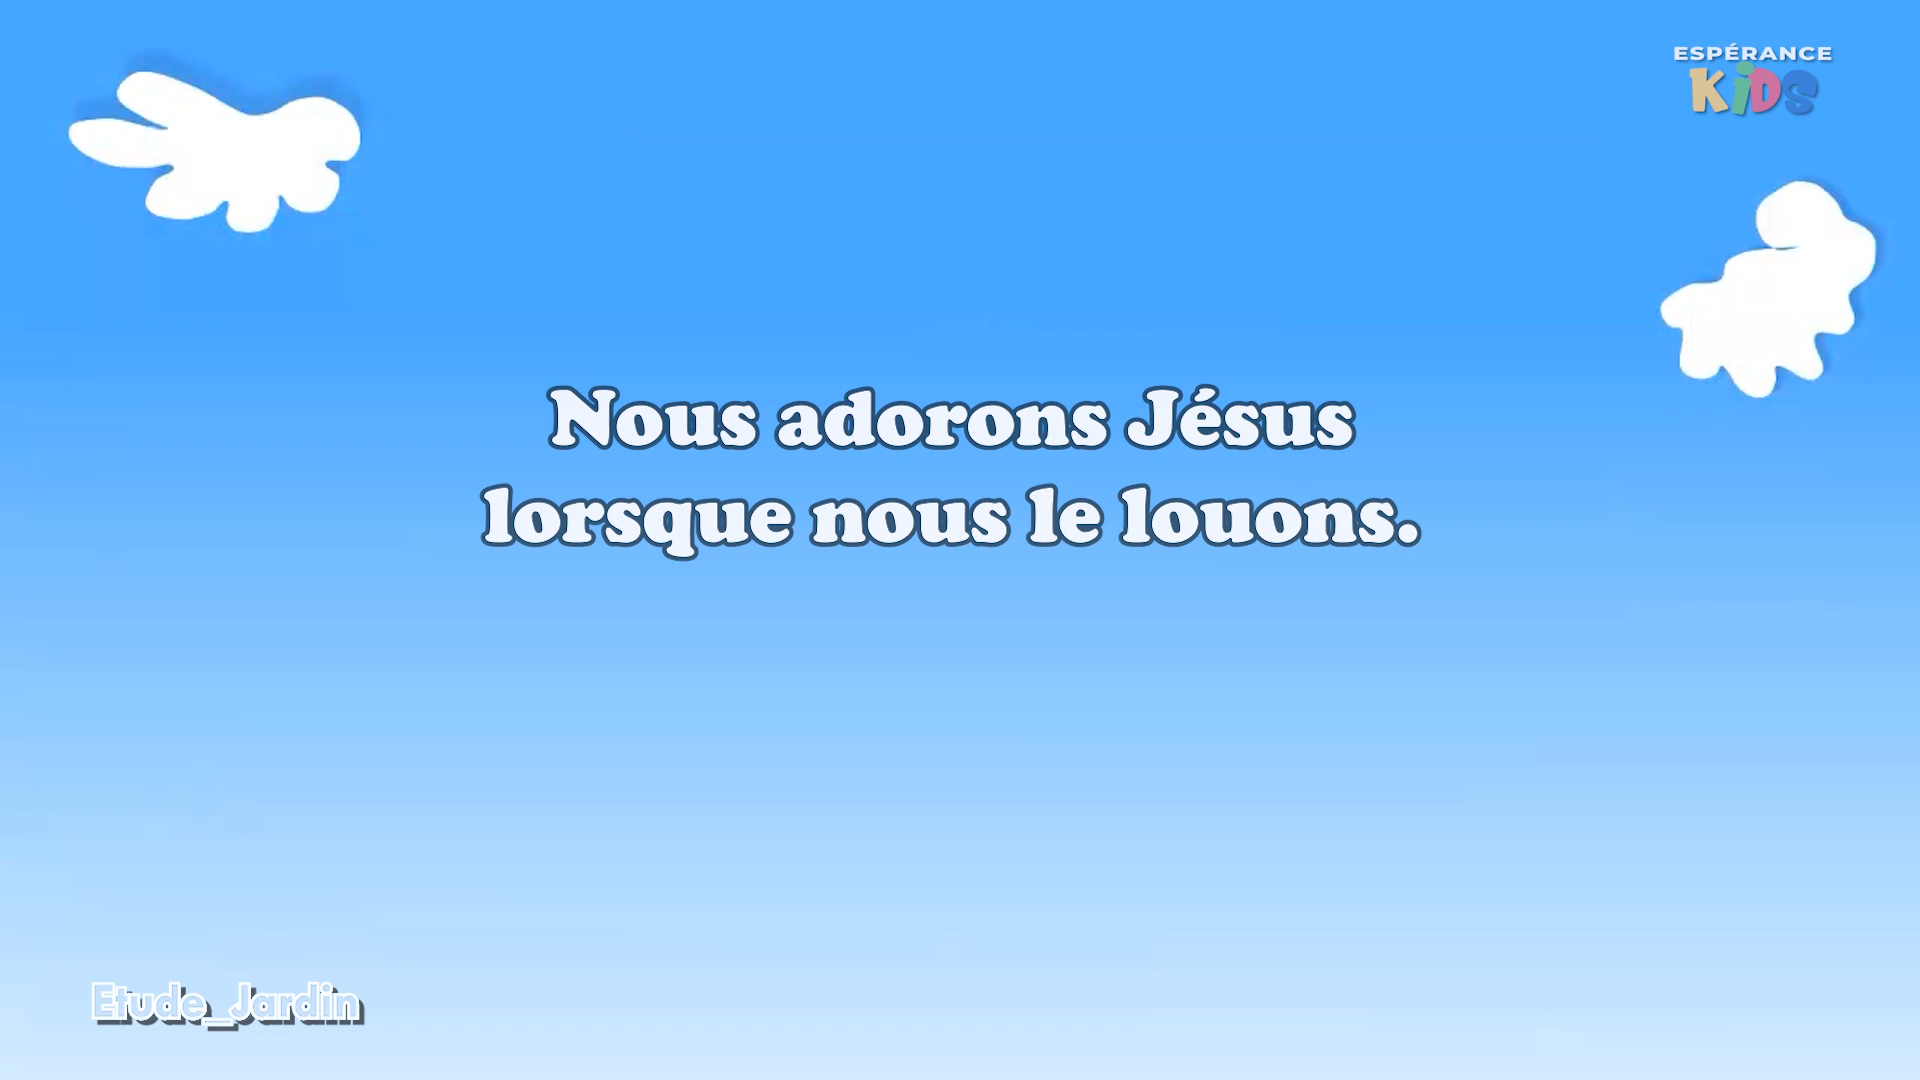 ESPÉRANCE
KiDS
Nous adorons Jésus
lorsque nous le louons.
Etude_Jardin